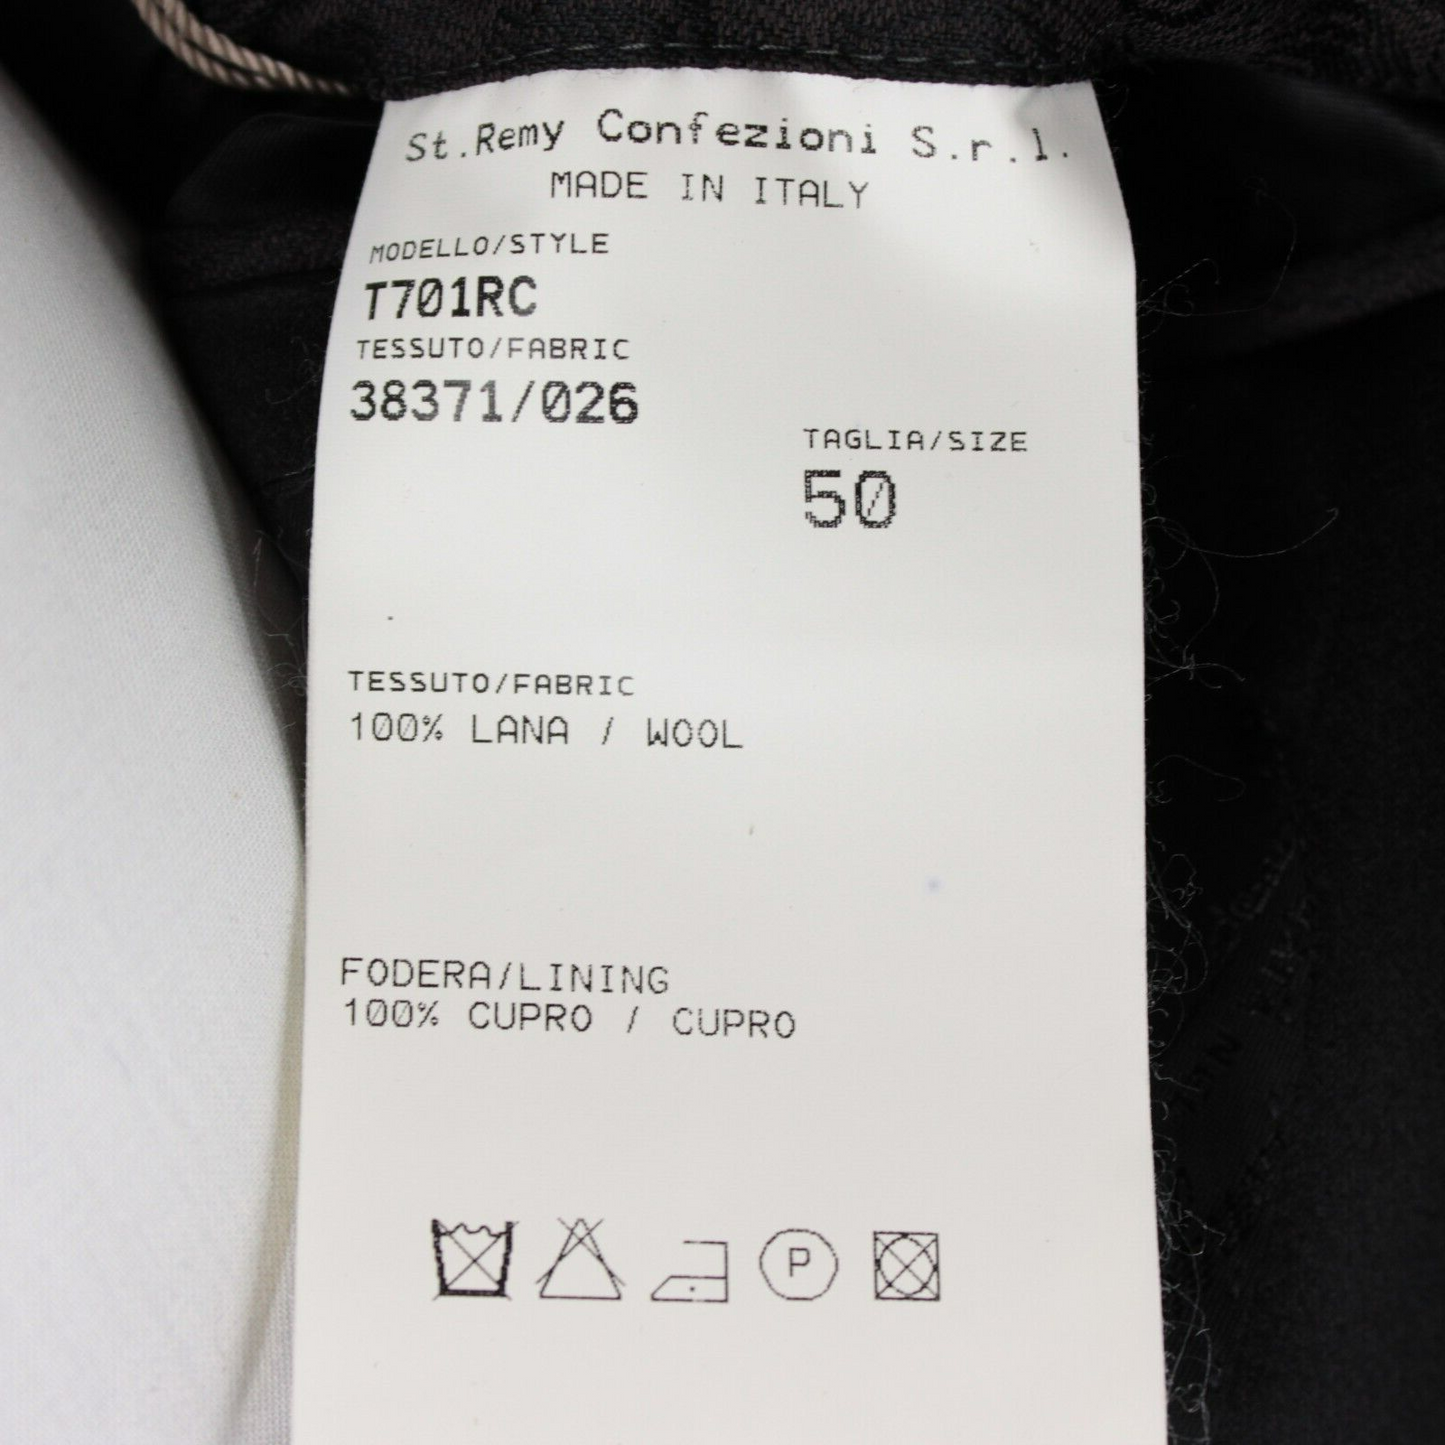 St.Remy Confezioni S.r.l.
MADE IN ITALY
MODELLO/STYLE
T701RC
TESSUTO/FABRIC
38371/026
TAGLIA/SIZE
50
TESSUTO/FABRIC
100% LANA / WOOL
FODERA/LINING
100% CUPRO / CUPRO
P